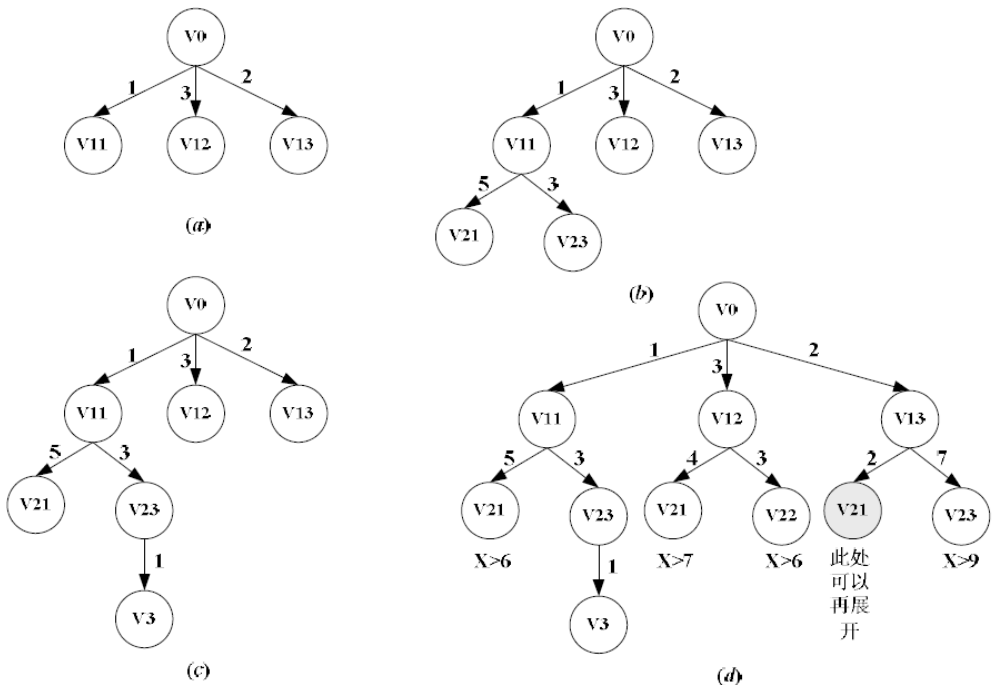 V0
1 3 2
V11 V12 V13
(a)
V0
1 3 2
V11 V12 V13
5 3
V21 V23
(b)
V0
1 3 2
V11 V12 V13
5 3
V21 V23
1
V3
(c)
V0
1 3 2
V11 V12 V13
5 3 4 3 2 7
V21 V23 V21 V22 V21 V23
X>6 X>7 X>6 此处 X>9
可以
再展
开
1
V3
(d)